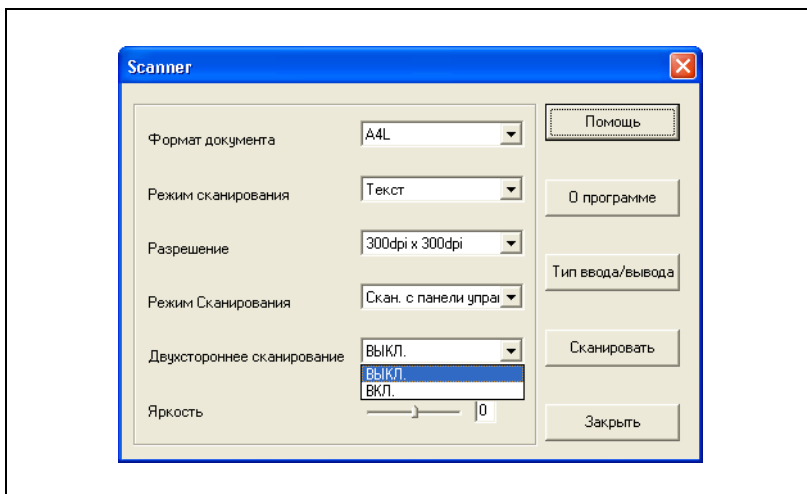 Scanner
Формат документа
A4L
Помощь
Режим сканирования
Текст
О программе
Разрешение
300dpi x 300dpi
Тип ввода/вывода
Режим Сканирования
Скан. с панели упра
Двухстороннее сканирование
ВЫКЛ.
Сканировать
ВЫКЛ.
ВКЛ.
Яркость
0
Закрыть